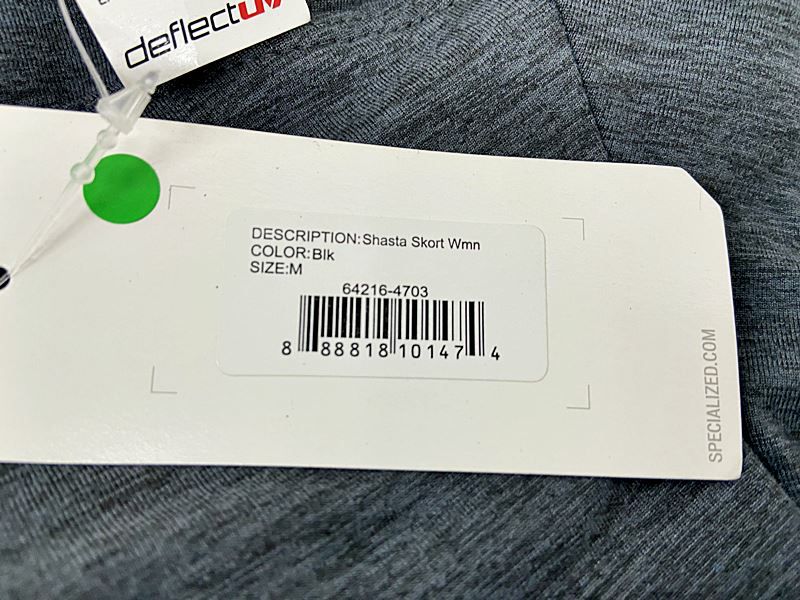 deflectUV
DESCRIPTION:Shasta Skort Wmn
COLOR:Blk
SIZE:M
64216-4703
8 88818 10147 4
SPECIALIZED.COM